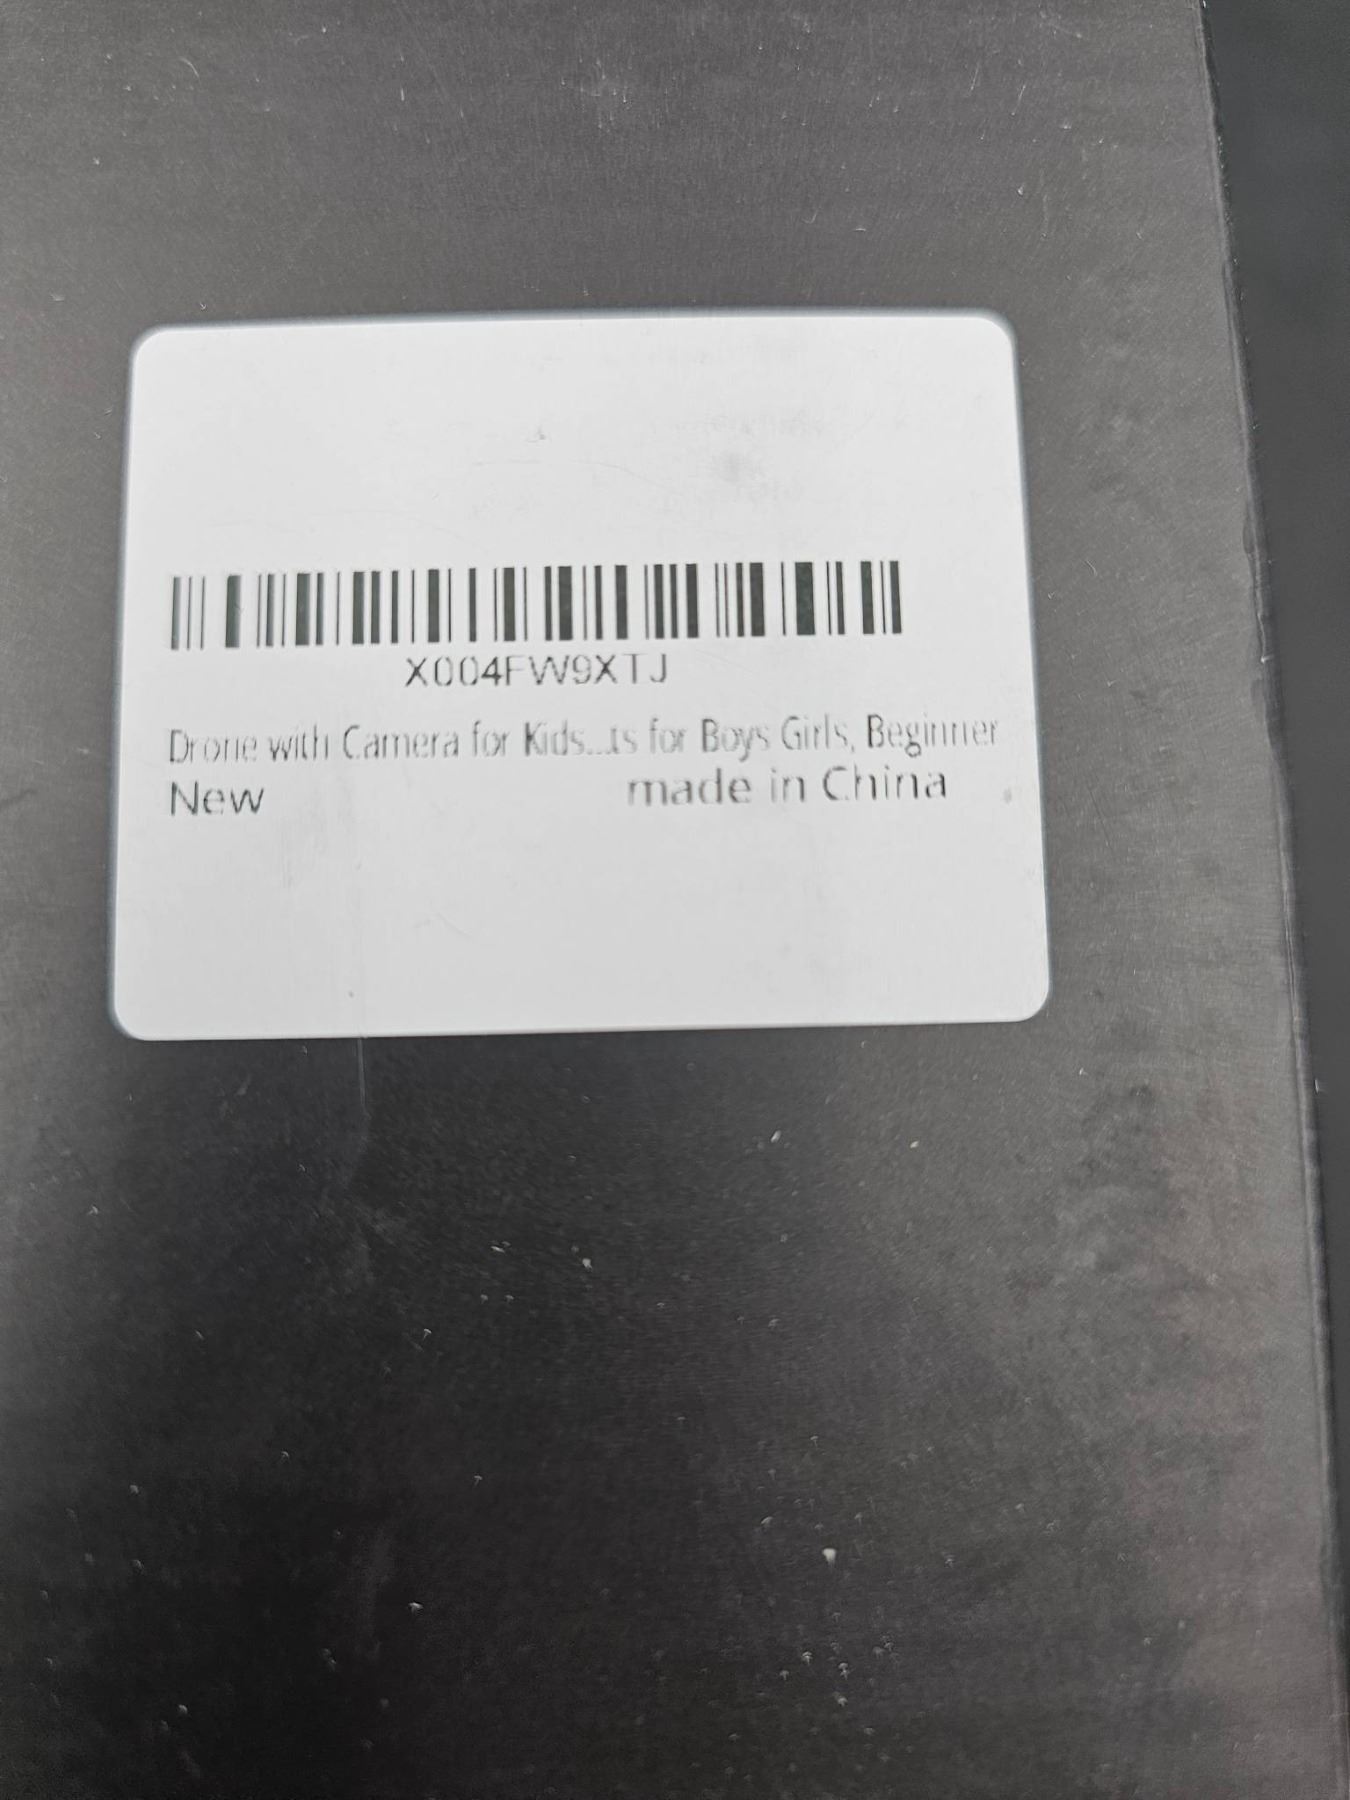 X004FW9XTJ
Drone with Camera for Kids...ts for Boys Girls, Beginner
New made in China